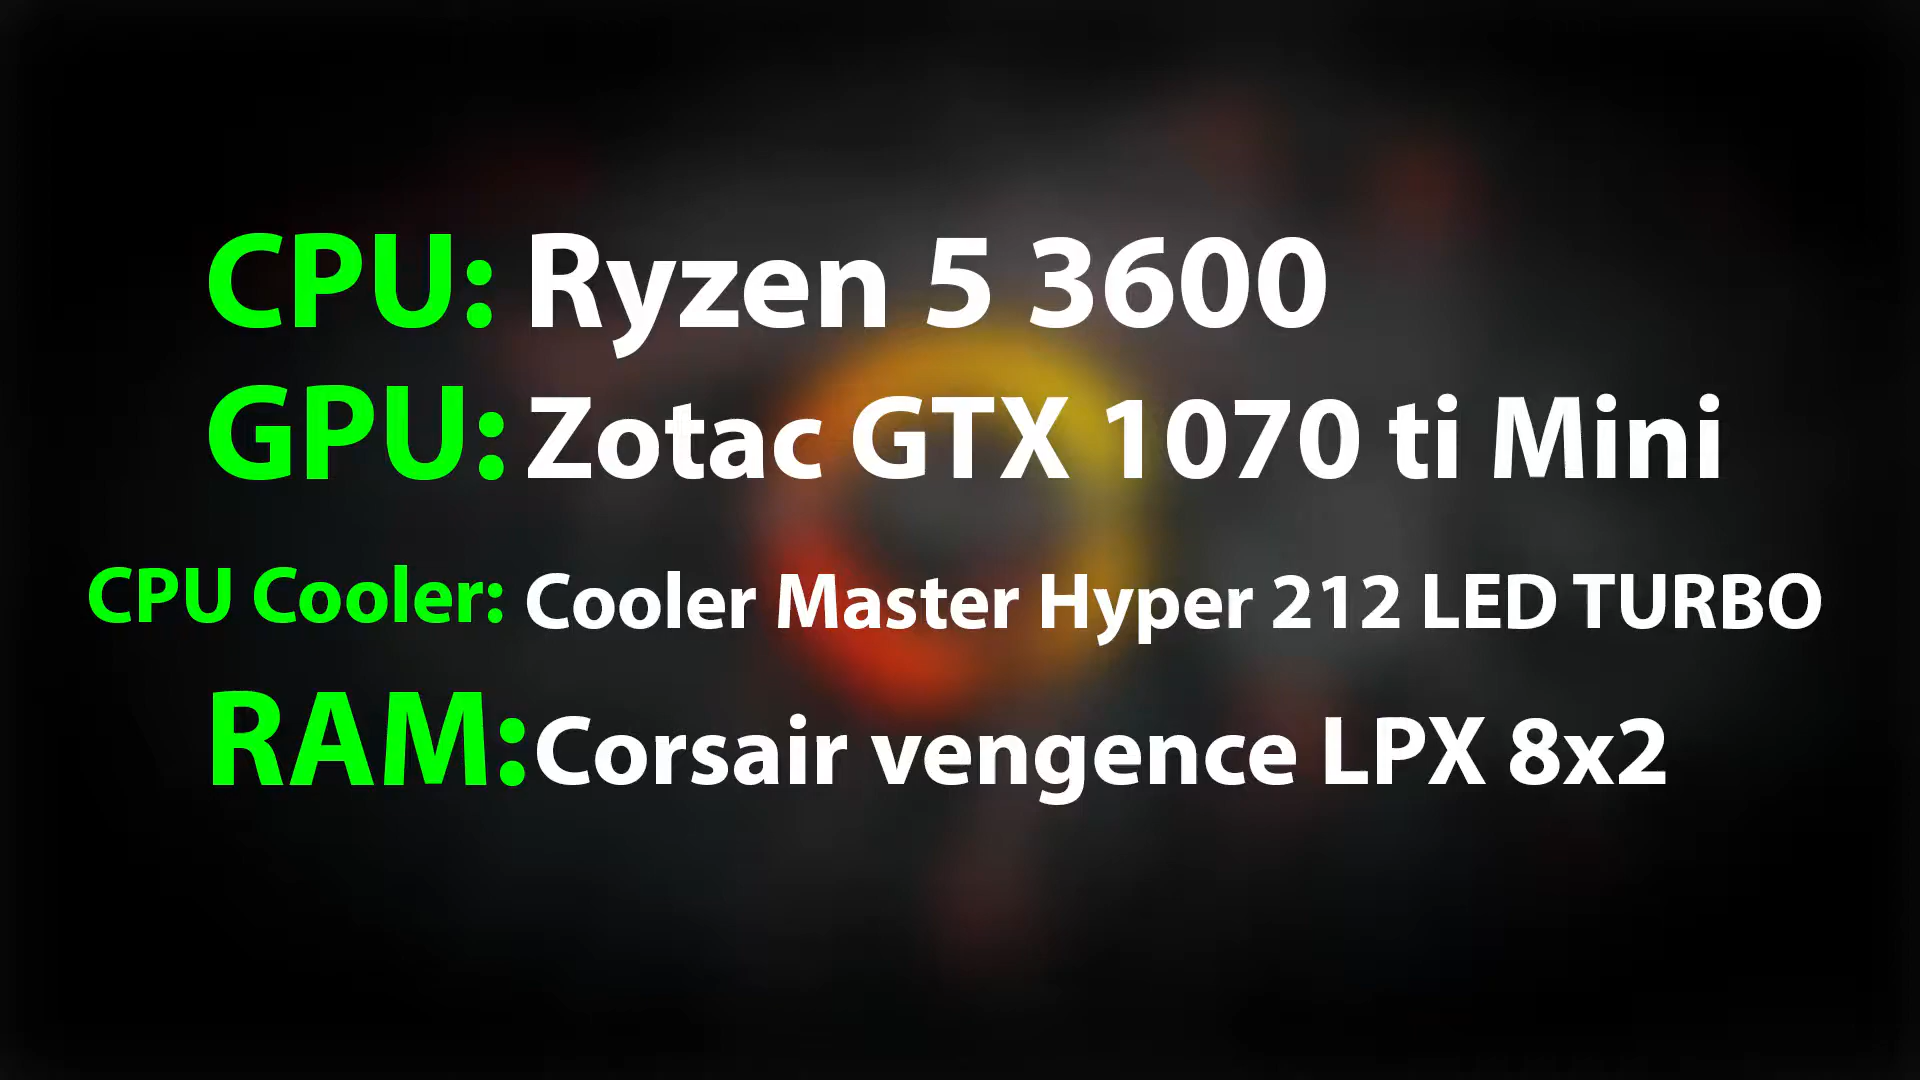 CPU: Ryzen 5 3600
GPU: Zotac GTX 1070 ti Mini
CPU Cooler: Cooler Master Hyper 212 LED TURBO
RAM: Corsair vengence LPX 8x2